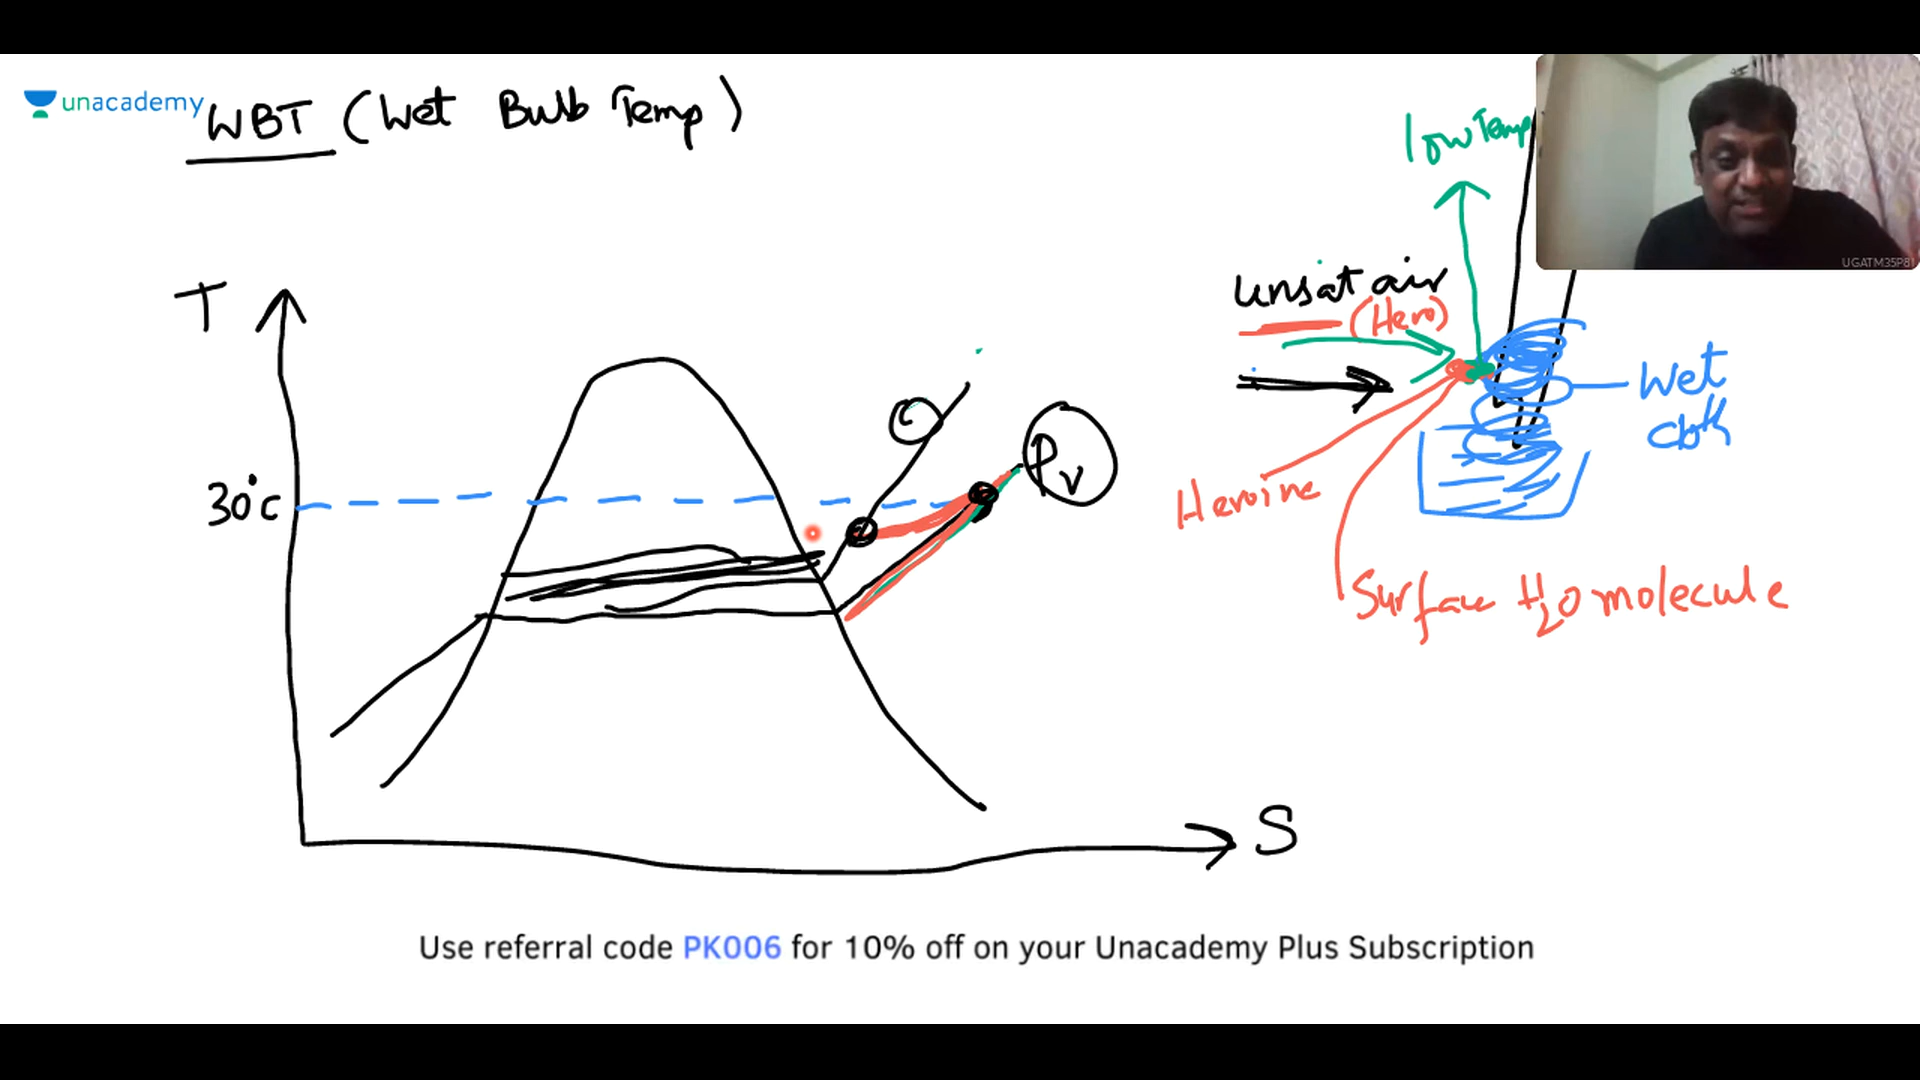 unacademy
WBT (Wet Bulb Temp)
low Temp
UGATM35P81
unsat air
(Hero)
T
Wet
cloth
Pv
30°C
Heroine
Surface H2O molecule
S
Use referral code PK006 for 10% off on your Unacademy Plus Subscription